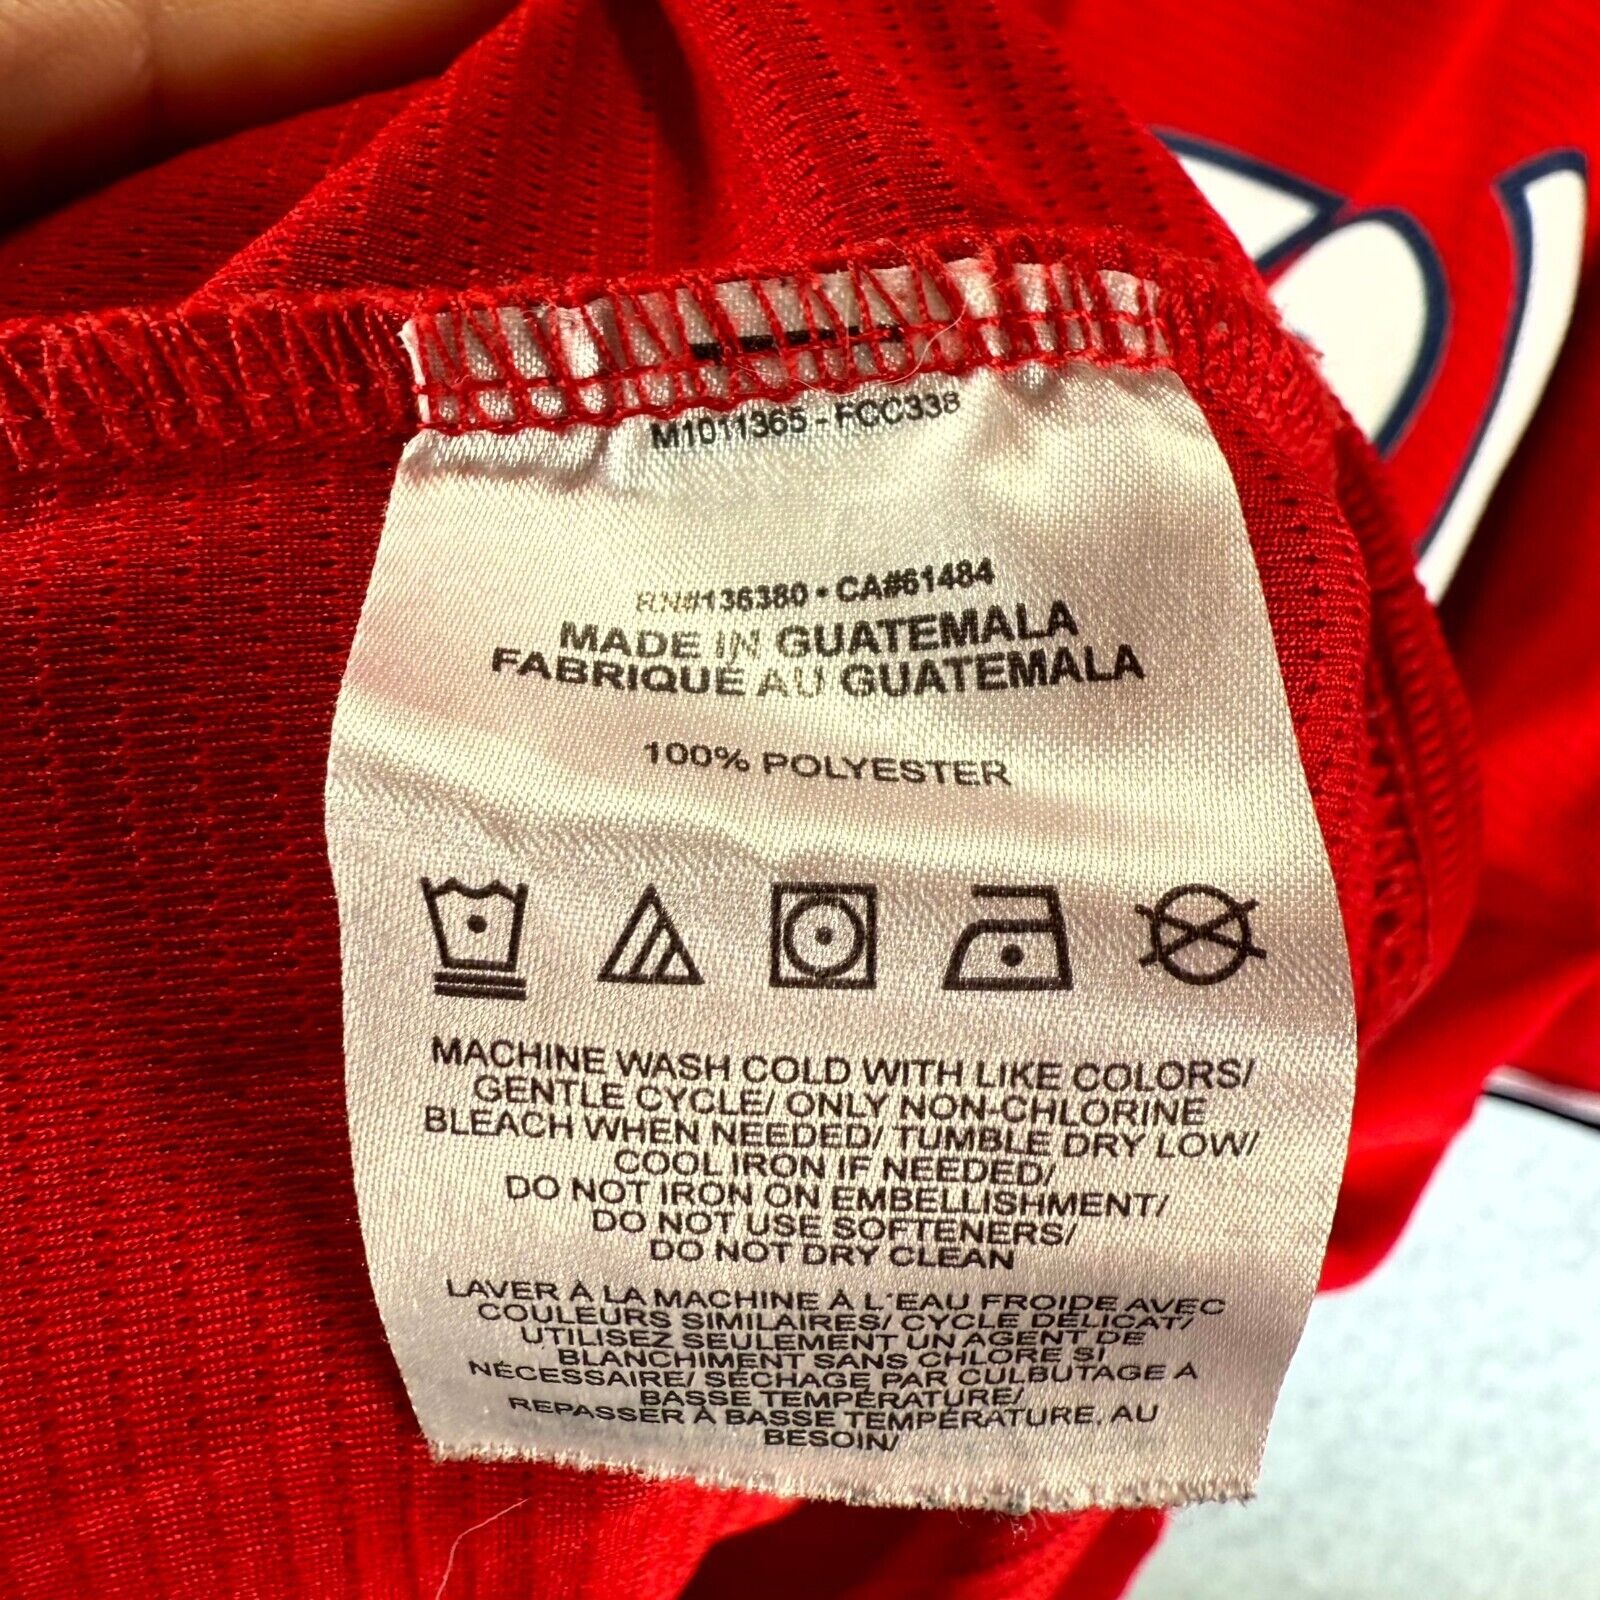 M1011365 - FCC338
RN#136380 • CA#61484
MADE IN GUATEMALA
FABRIQUÉ AU GUATEMALA
100% POLYESTER
MACHINE WASH COLD WITH LIKE COLORS/
GENTLE CYCLE/ ONLY NON-CHLORINE
BLEACH WHEN NEEDED/ TUMBLE DRY LOW/
COOL IRON IF NEEDED/
DO NOT IRON ON EMBELLISHMENT/
DO NOT USE SOFTENERS/
DO NOT DRY CLEAN
LAVER À LA MACHINE À L'EAU FROIDE AVEC
COULEURS SIMILAIRES/ CYCLE DÉLICAT/
UTILISEZ SEULEMENT UN AGENT DE
BLANCHIMENT SANS CHLORE SI
NÉCESSAIRE/ SÉCHAGE PAR CULBUTAGE À
BASSE TEMPÉRATURE/
REPASSER À BASSE TEMPÉRATURE, AU
BESOIN/